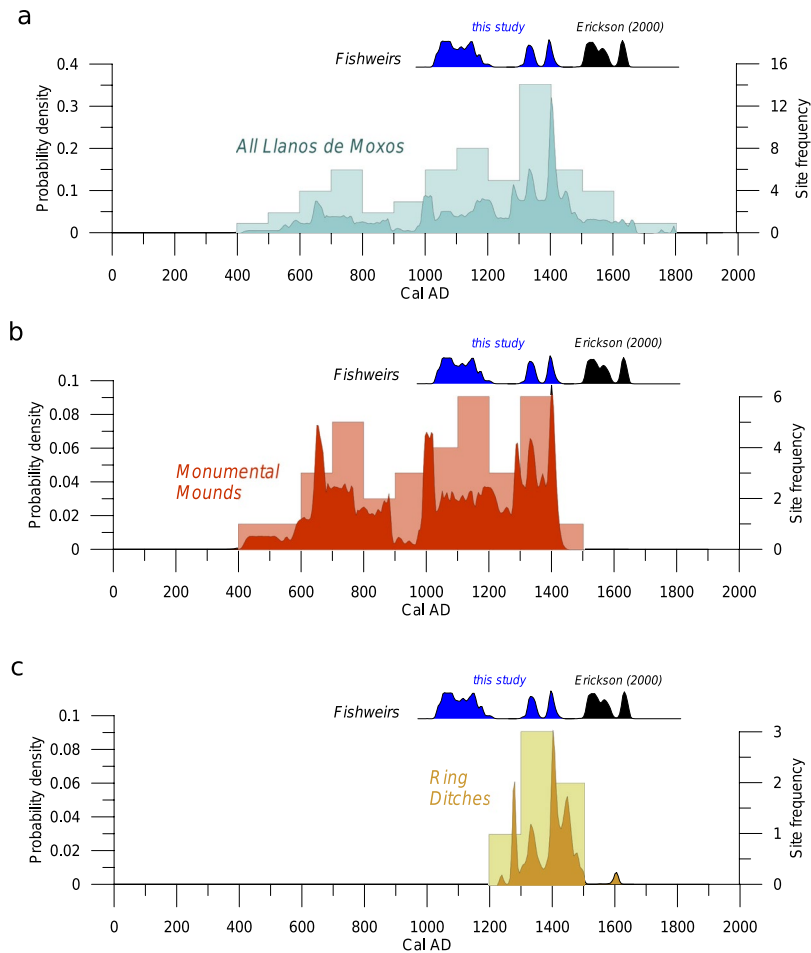 a
this study
Erickson (2000)
Fishweirs
0.4
0.3
0.2
0.1
0
Probability density
All Llanos de Moxos
16
12
8
4
0
Site frequency
0 200 400 600 800 1000 1200 1400 1600 1800 2000
Cal AD
b
this study
Erickson (2000)
Fishweirs
0.1
0.08
0.06
0.04
0.02
0
Probability density
Monumental
Mounds
6
4
2
0
Site frequency
0 200 400 600 800 1000 1200 1400 1600 1800 2000
Cal AD
c
this study
Erickson (2000)
Fishweirs
0.1
0.08
0.06
0.04
0.02
0
Probability density
Ring
Ditches
3
2
1
0
Site frequency
0 200 400 600 800 1000 1200 1400 1600 1800 2000
Cal AD